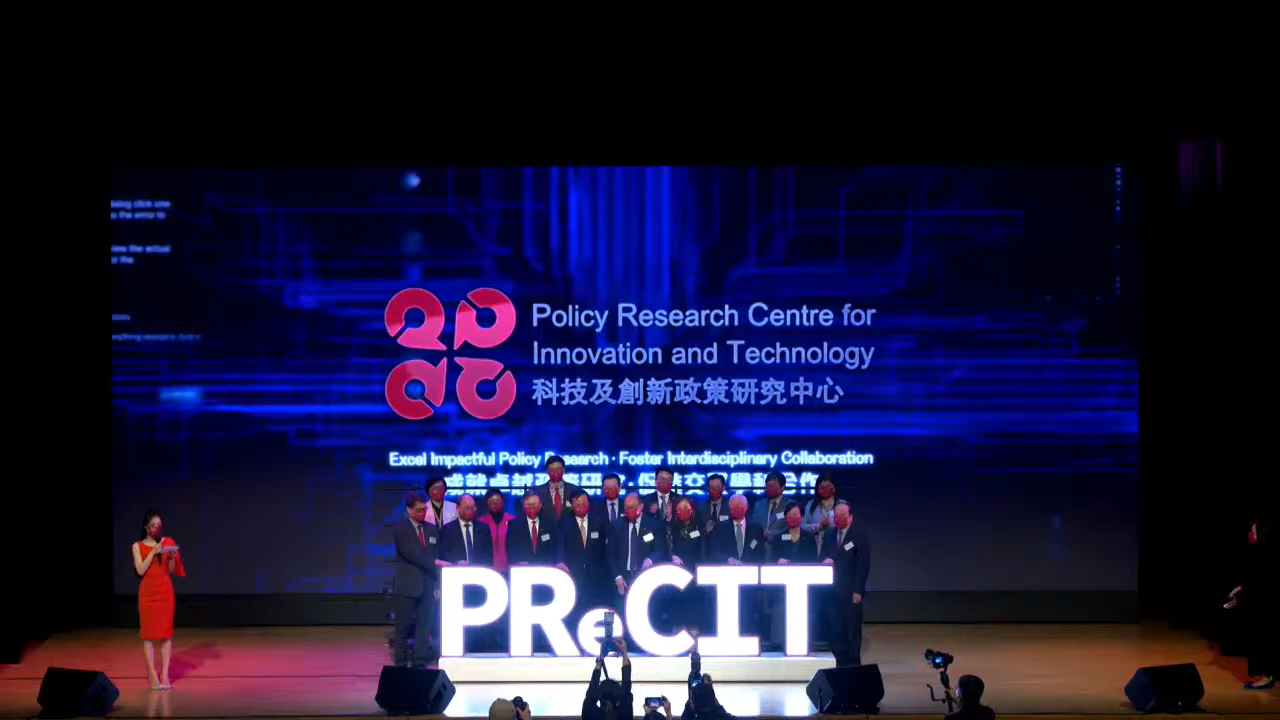 Policy Research Centre for
Innovation and Technology
科技及創新政策研究中心
Excel Impactful Policy Research · Foster Interdisciplinary Collaboration
PReCIT